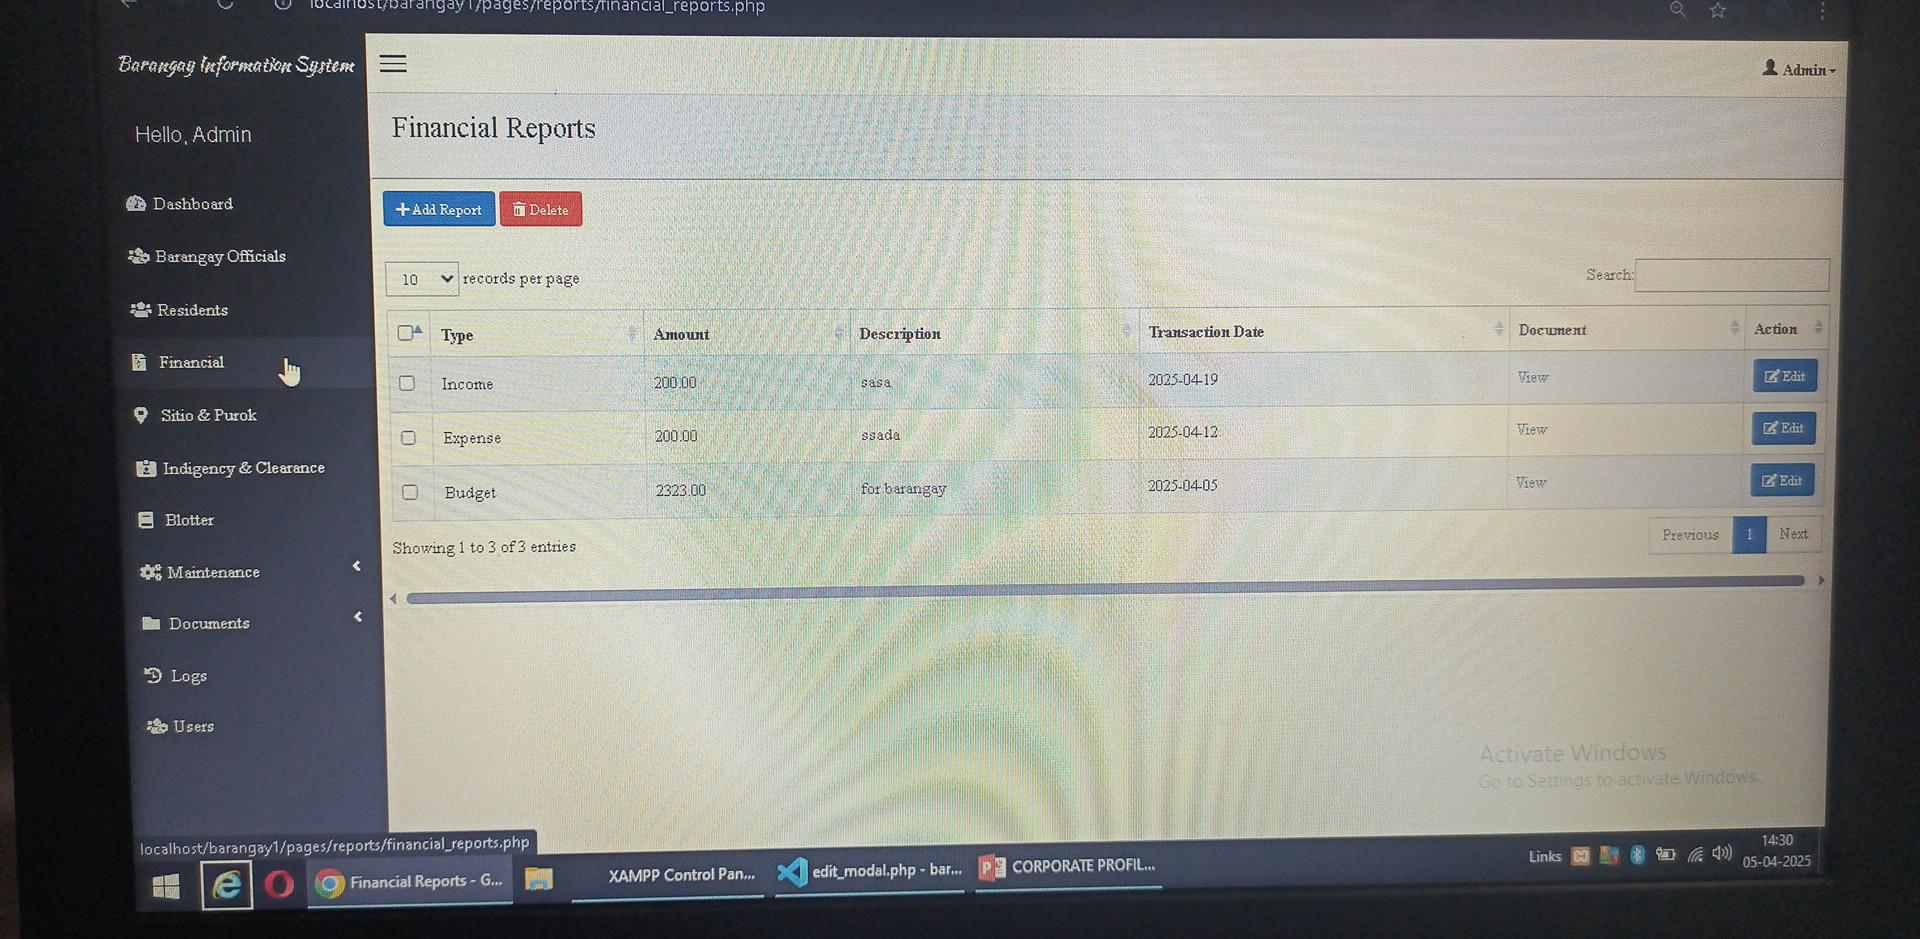 localhost/barangay1/pages/reports/financial_reports.php
Barangay Information System
Admin
Hello, Admin
Financial Reports
Dashboard
Barangay Officials
Residents
Financial
Sitio & Purok
Indigency & Clearance
Blotter
Maintenance
Documents
Logs
Users
+Add Report Delete
10 records per page
Search:
Type Amount Description Transaction Date Document Action
Income 200.00 sasa 2025-04-19 View Edit
Expense 200.00 ssada 2025-04-12 View Edit
Budget 2323.00 for barangay 2025-04-05 View Edit
Showing 1 to 3 of 3 entries
Previous 1 Next
Activate Windows
Go to Settings to activate Windows.
localhost/barangay1/pages/reports/financial_reports.php
Financial Reports - G...
XAMPP Control Pan...
edit_modal.php - bar...
CORPORATE PROFIL...
Links
14:30
05-04-2025